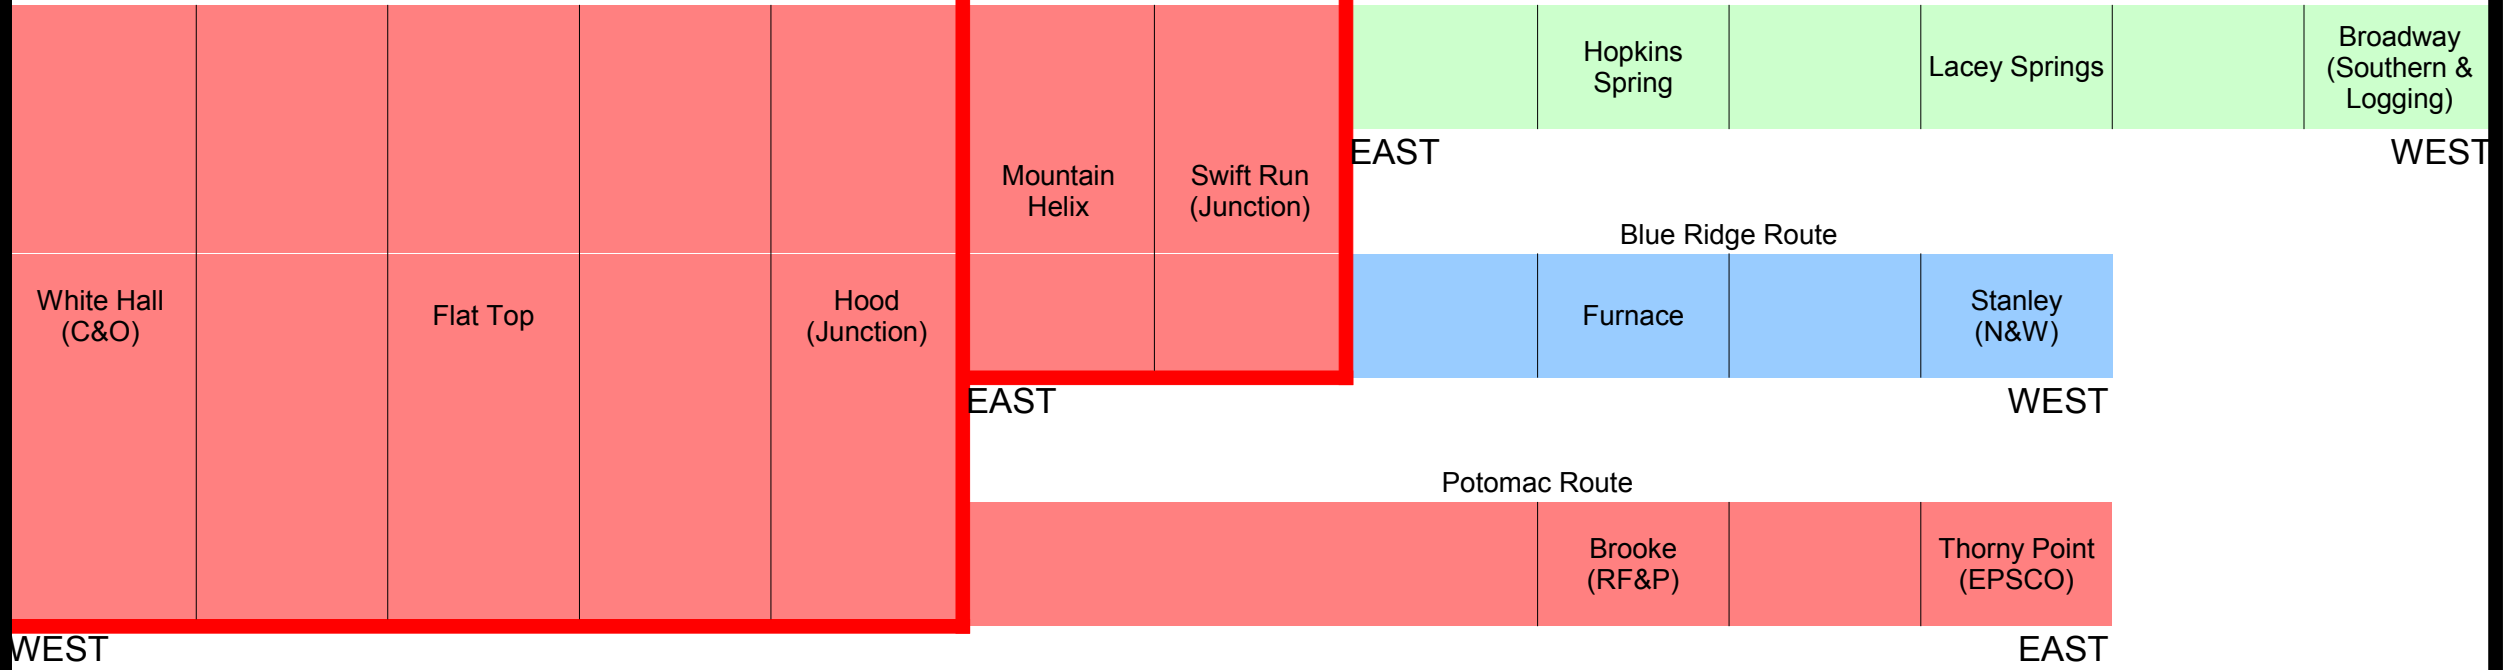 Hopkins
Spring
Lacey Springs
Broadway
(Southern &
Logging)
EAST
WEST
Mountain
Helix
Swift Run
(Junction)
Blue Ridge Route
White Hall
(C&O)
Flat Top
Hood
(Junction)
Furnace
Stanley
(N&W)
EAST
WEST
Potomac Route
Brooke
(RF&P)
Thorny Point
(EPSCO)
WEST
EAST